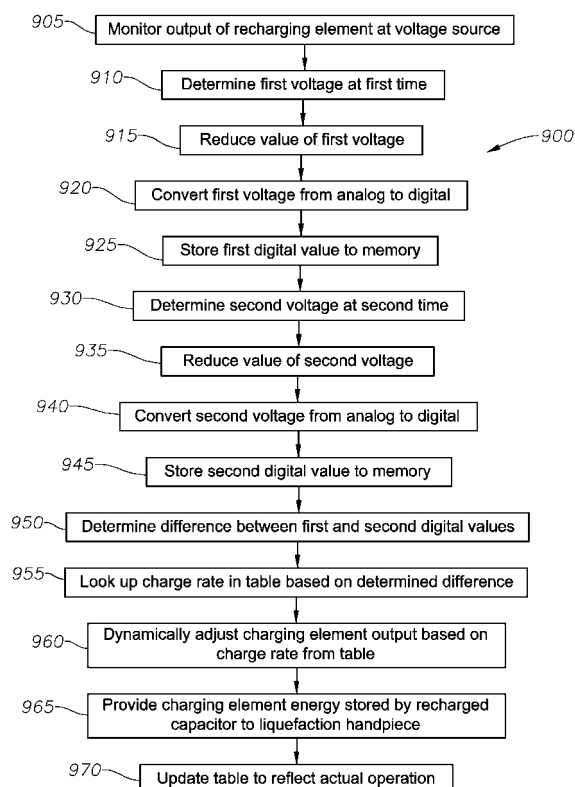 905 Monitor output of recharging element at voltage source
910 Determine first voltage at first time
915 Reduce value of first voltage
900
920 Convert first voltage from analog to digital
925 Store first digital value to memory
930 Determine second voltage at second time
935 Reduce value of second voltage
940 Convert second voltage from analog to digital
945 Store second digital value to memory
950 Determine difference between first and second digital values
955 Look up charge rate in table based on determined difference
960 Dynamically adjust charging element output based on
charge rate from table
965 Provide charging element energy stored by recharged
capacitor to liquefaction handpiece
970 Update table to reflect actual operation